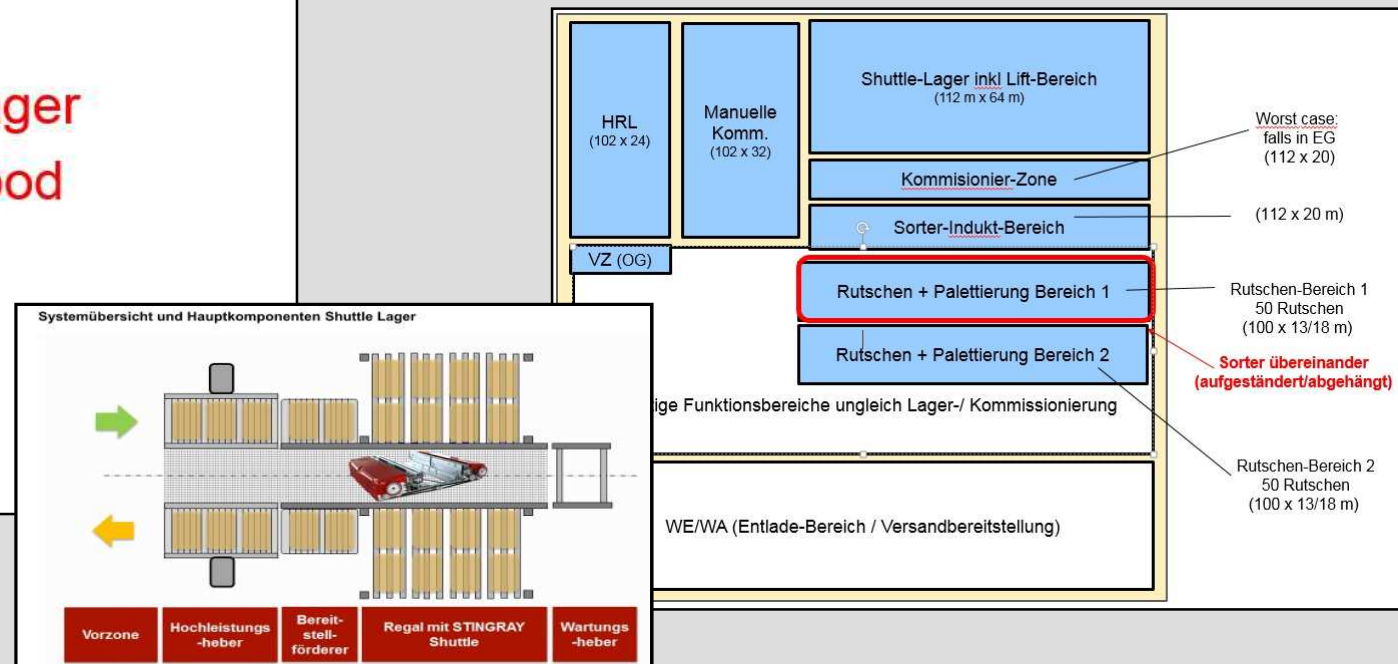 ger
ood
HRL
(102 x 24)
Manuelle
Komm.
(102 x 32)
Shuttle-Lager inkl Lift-Bereich
(112 m x 64 m)
Kommisionier-Zone
Sorter-Indukt-Bereich
VZ (OG)
Rutschen + Palettierung Bereich 1
Rutschen + Palettierung Bereich 2
tige Funktionsbereiche ungleich Lager-/ Kommissionierung
WE/WA (Entlade-Bereich / Versandbereitstellung)
Worst case:
falls in EG
(112 x 20)
(112 x 20 m)
Rutschen-Bereich 1
50 Rutschen
(100 x 13/18 m)
Sorter übereinander
(aufgeständert/abgehängt)
Rutschen-Bereich 2
50 Rutschen
(100 x 13/18 m)
Systemübersicht und Hauptkomponenten Shuttle Lager
Vorzone
Hochleistungs
-heber
Bereit-
stell-
förderer
Regal mit STINGRAY
Shuttle
Wartungs
-heber